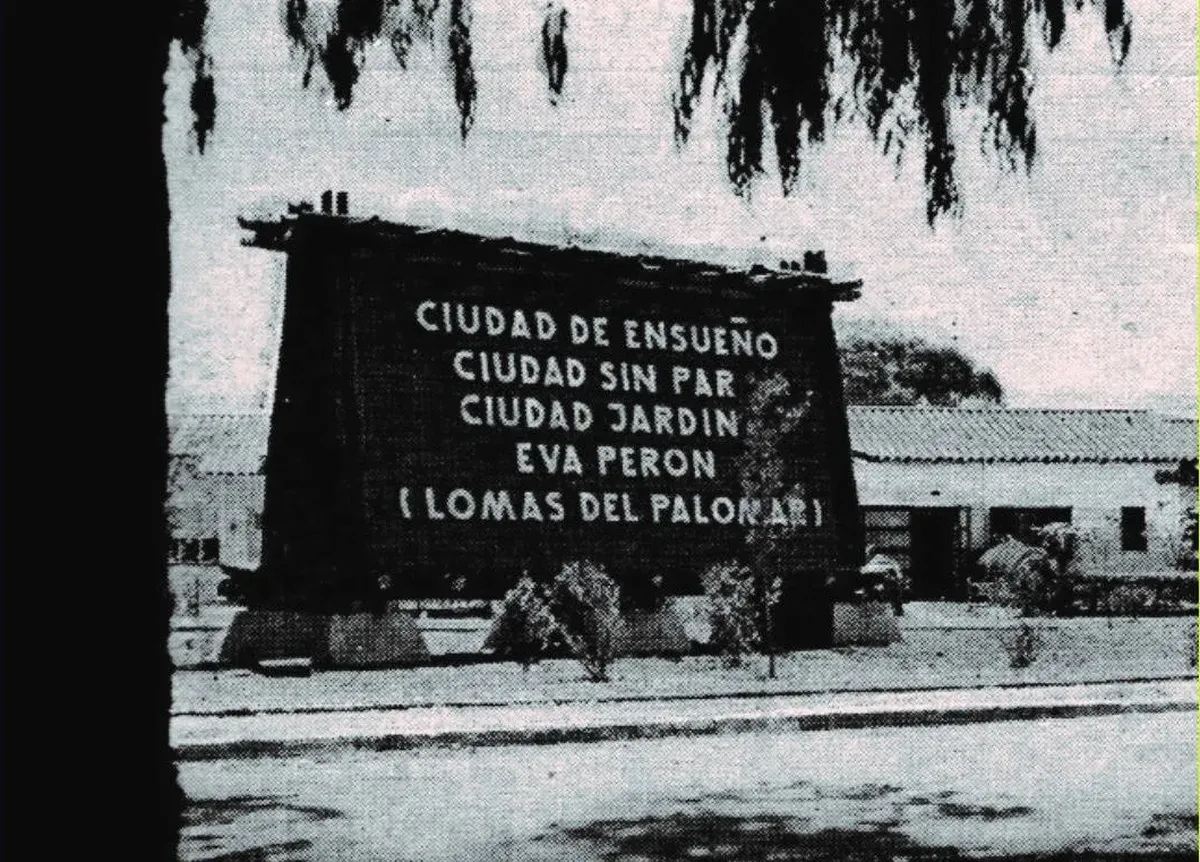 CIUDAD DE ENSUEÑO
CIUDAD SIN PAR
CIUDAD JARDIN
EVA PERON
(LOMAS DEL PALOMAR)